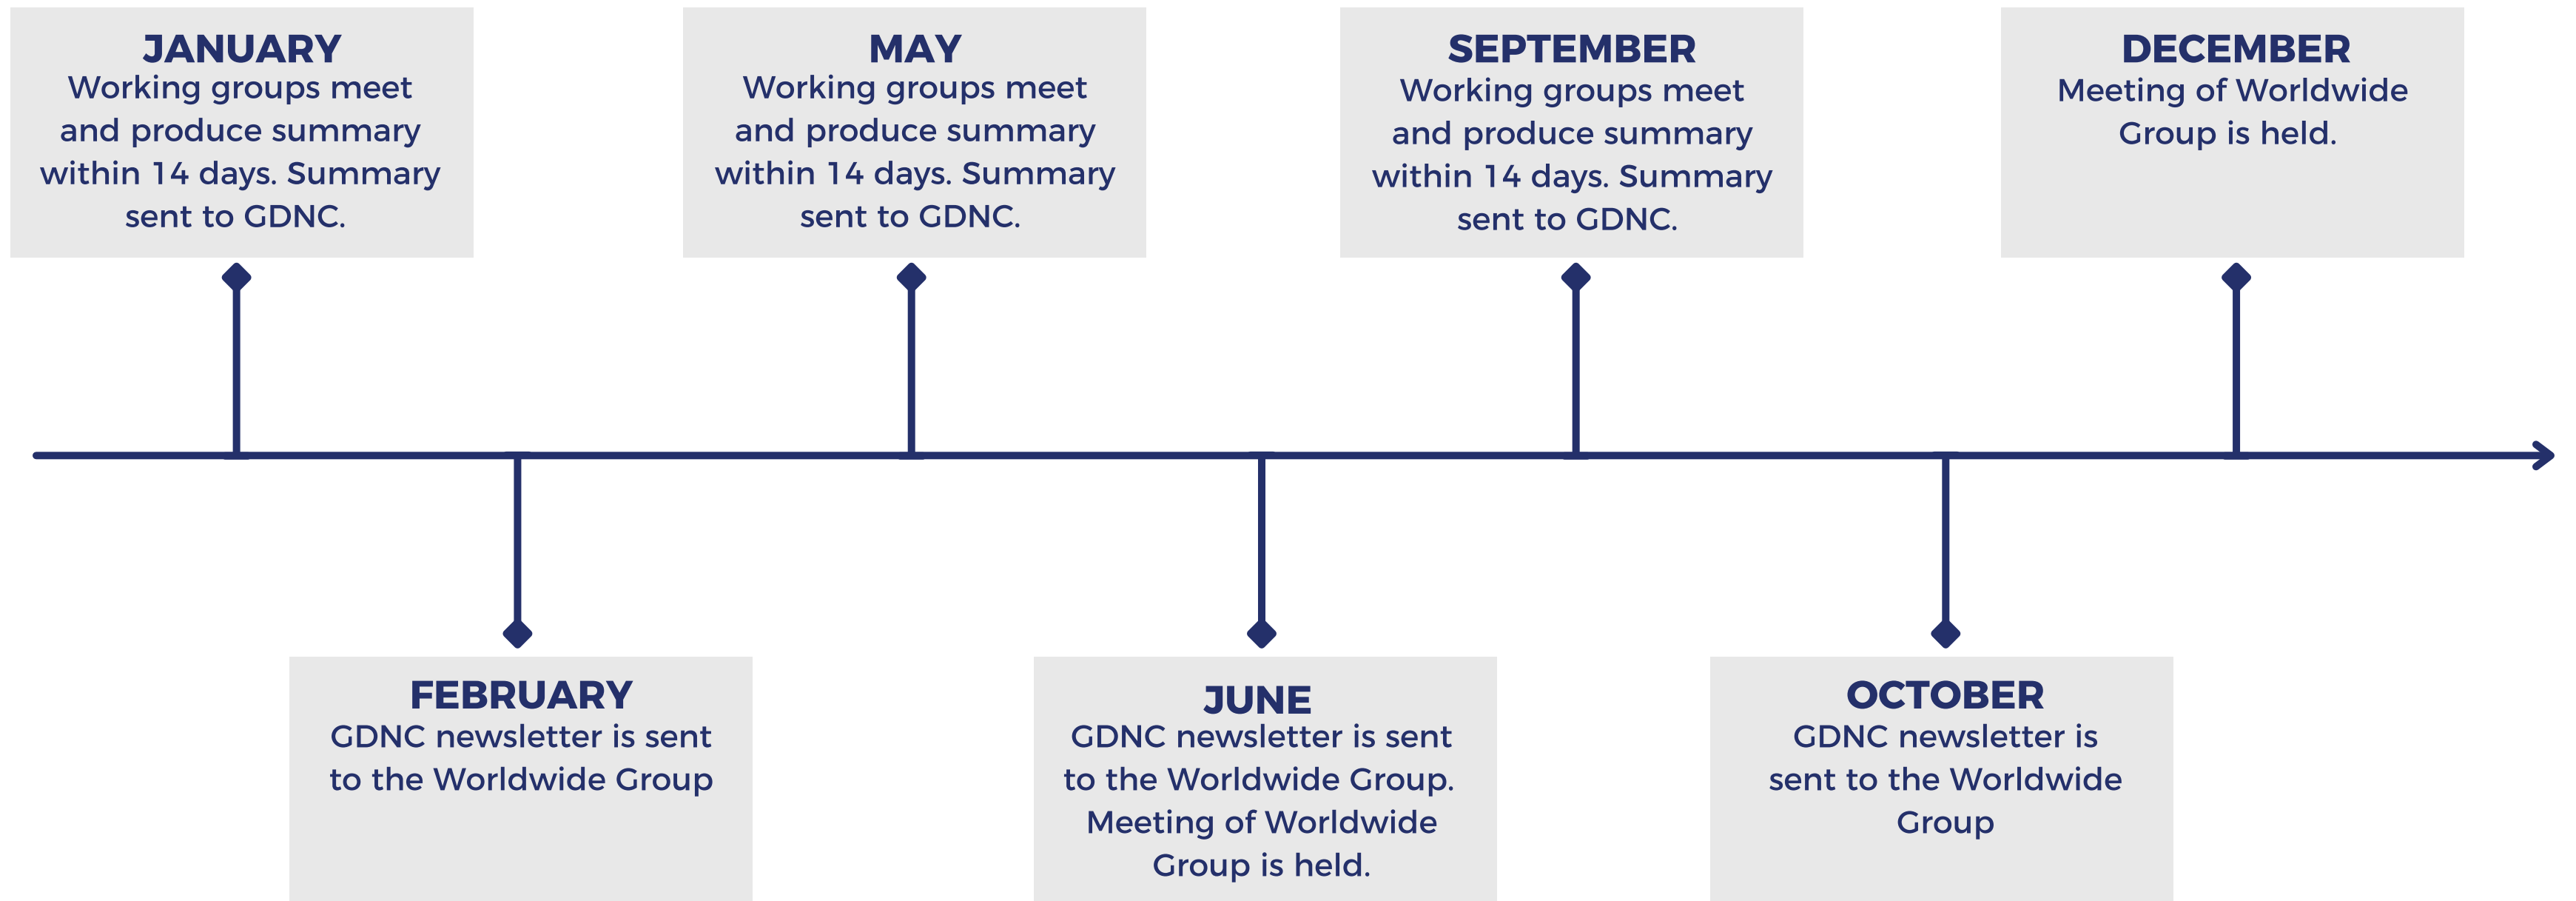 JANUARY
Working groups meet
and produce summary
within 14 days. Summary
sent to GDNC.
MAY
Working groups meet
and produce summary
within 14 days. Summary
sent to GDNC.
SEPTEMBER
Working groups meet
and produce summary
within 14 days. Summary
sent to GDNC.
DECEMBER
Meeting of Worldwide
Group is held.
FEBRUARY
GDNC newsletter is sent
to the Worldwide Group
JUNE
GDNC newsletter is sent
to the Worldwide Group.
Meeting of Worldwide
Group is held.
OCTOBER
GDNC newsletter is
sent to the Worldwide
Group